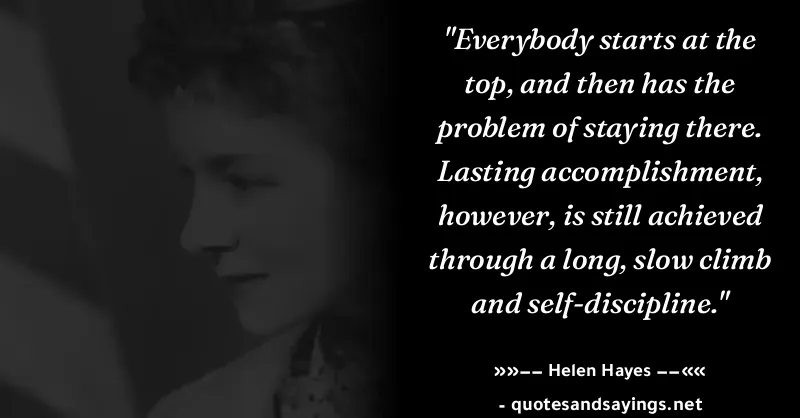 "Everybody starts at the
top, and then has the
problem of staying there.
Lasting accomplishment,
however, is still achieved
through a long, slow climb
and self-discipline."
»»−− Helen Hayes −−««
- quotesandsayings.net